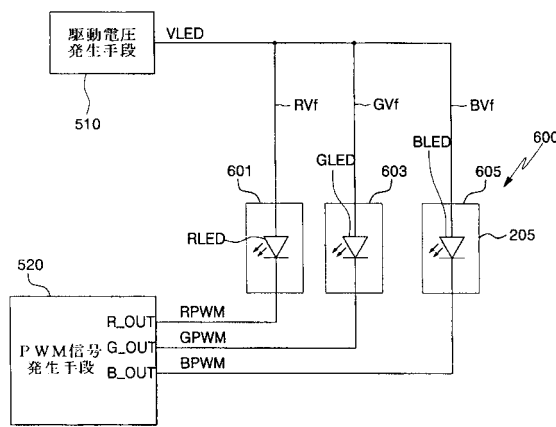 駆動電圧
発生手段
VLED
510
RVf
GVf
BVf
600
BLED
GLED
601
603
605
RLED
205
520
R_OUT
RPWM
PWM信号
発生手段
G_OUT
GPWM
B_OUT
BPWM